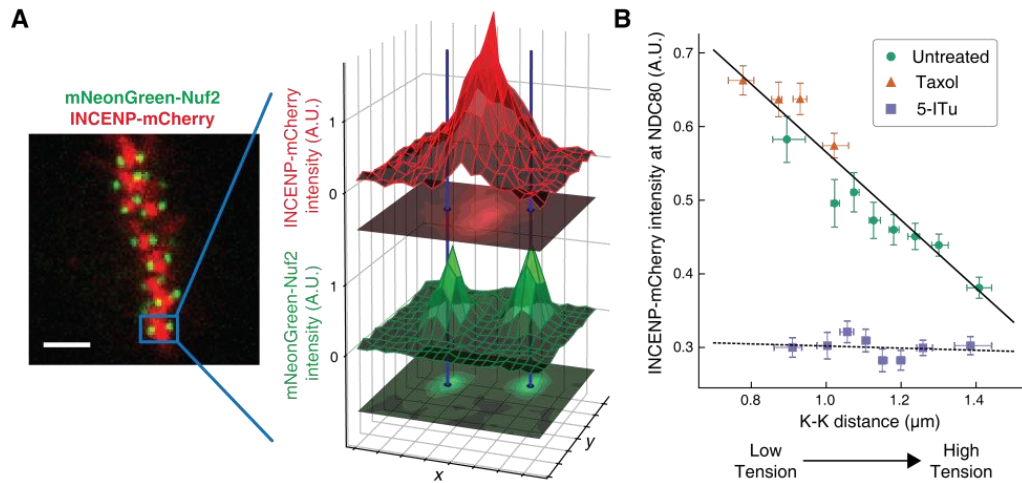 A
mNeonGreen-Nuf2
INCENP-mCherry
INCENP-mCherry
intensity (A.U.)
1
0
mNeonGreen-Nuf2
intensity (A.U.)
1
0
x
y
B
INCENP-mCherry intensity at NDC80 (A.U.)
0.7
0.6
0.5
0.4
0.3
Untreated
Taxol
5-ITu
0.8
1.0
1.2
1.4
K-K distance (μm)
Low
Tension
High
Tension